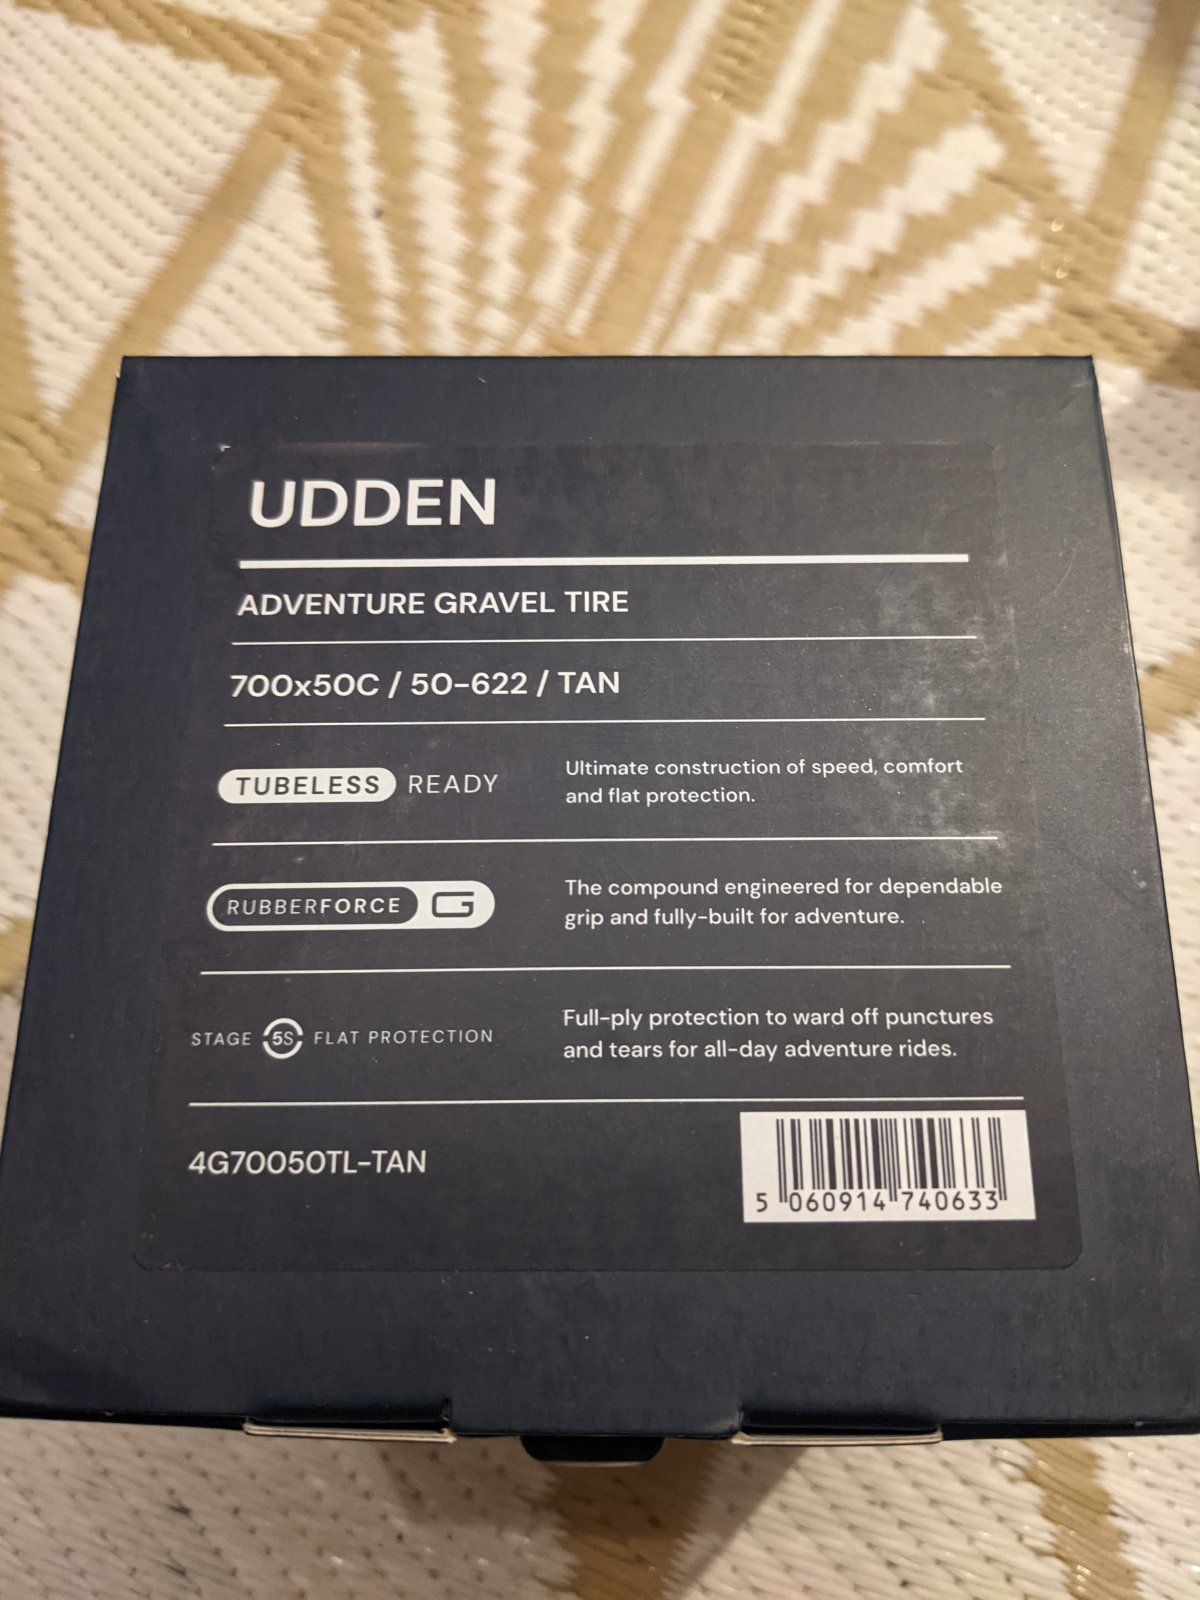 UDDEN
ADVENTURE GRAVEL TIRE
700x50C / 50-622 / TAN
TUBELESS READY
Ultimate construction of speed, comfort
and flat protection.
RUBBERFORCE G
The compound engineered for dependable
grip and fully-built for adventure.
STAGE 5S FLAT PROTECTION
Full-ply protection to ward off punctures
and tears for all-day adventure rides.
4G70050TL-TAN
5 060914 740633